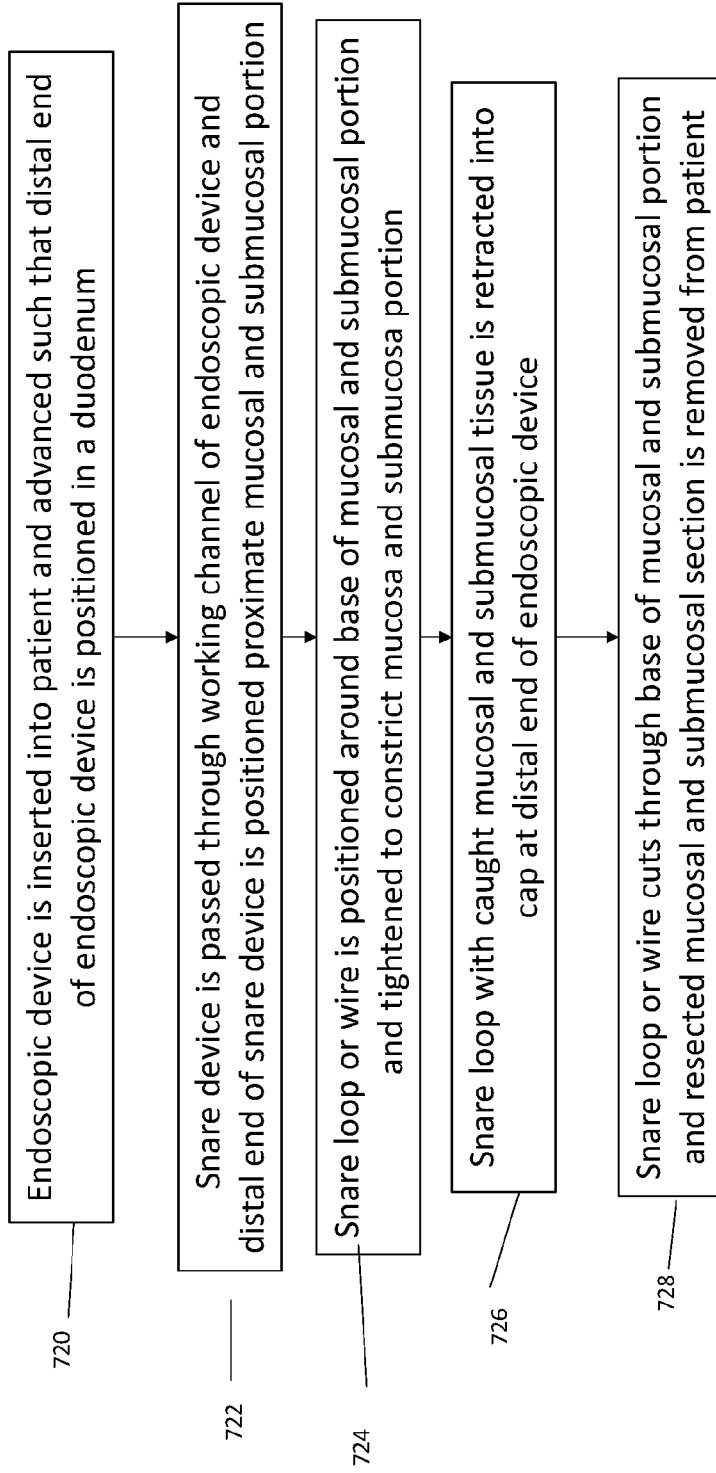 720
Endoscopic device is inserted into patient and advanced such that distal end
of endoscopic device is positioned in a duodenum
722
Snare device is passed through working channel of endoscopic device and
distal end of snare device is positioned proximate mucosal and submucosal portion
724
Snare loop or wire is positioned around base of mucosal and submucosal portion
and tightened to constrict mucosa and submucosa portion
726
Snare loop with caught mucosal and submucosal tissue is retracted into
cap at distal end of endoscopic device
728
Snare loop or wire cuts through base of mucosal and submucosal portion
and resected mucosal and submucosal section is removed from patient